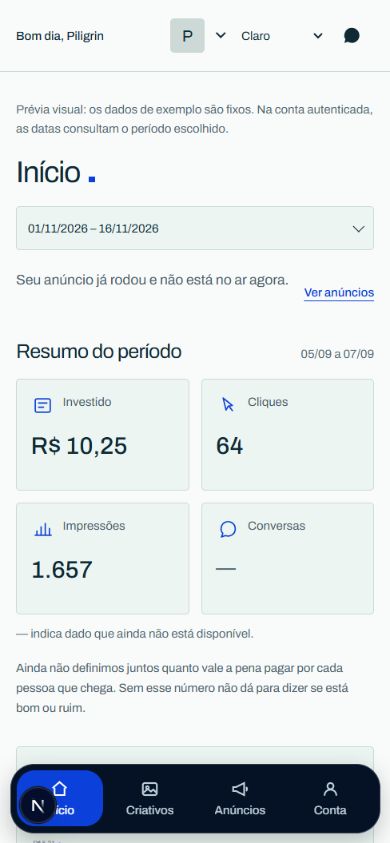 Bom dia, Piligrin
P
Claro
Prévia visual: os dados de exemplo são fixos. Na conta autenticada,
as datas consultam o período escolhido.
Início
01/11/2026 – 16/11/2026
Seu anúncio já rodou e não está no ar agora.
Ver anúncios
Resumo do período
05/09 a 07/09
Investido
R$ 10,25
Cliques
64
Impressões
1.657
Conversas
—
— indica dado que ainda não está disponível.
Ainda não definimos juntos quanto vale a pena pagar por cada
pessoa que chega. Sem esse número não dá para dizer se está
bom ou ruim.
N
Criativos
Anúncios
Conta